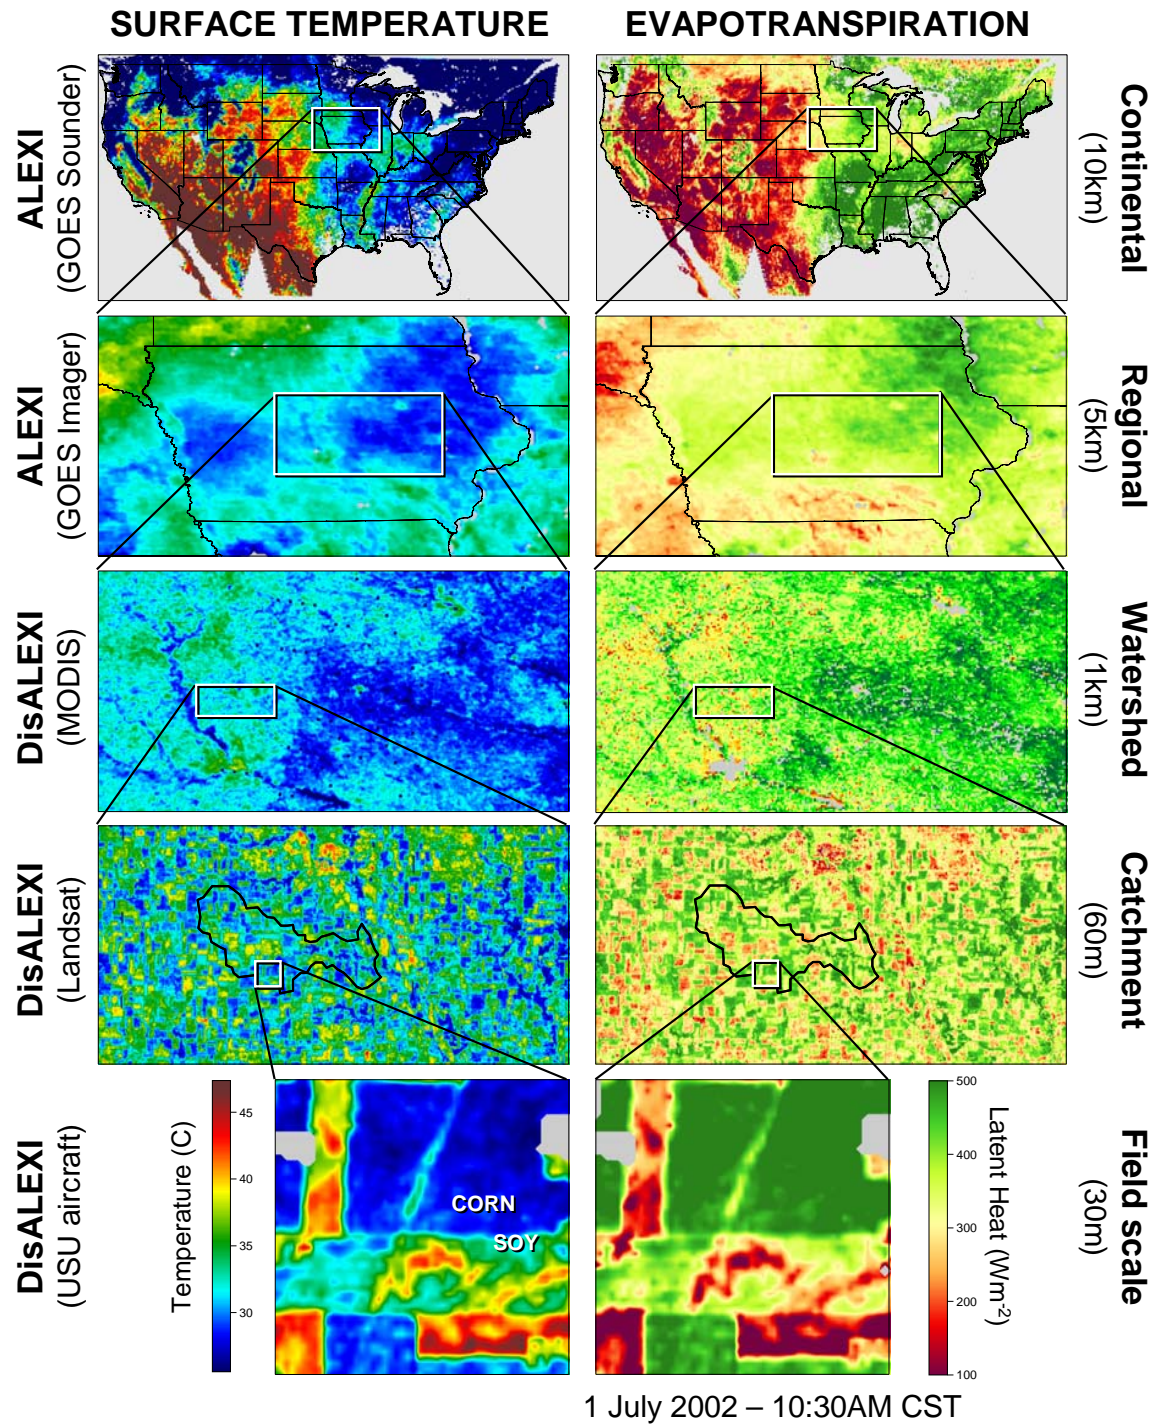 SURFACE TEMPERATURE
EVAPOTRANSPIRATION
ALEXI
(GOES Sounder)
Continental
(10km)
ALEXI
(GOES Imager)
Regional
(5km)
DisALEXI
(MODIS)
Watershed
(1km)
DisALEXI
(Landsat)
Catchment
(60m)
DisALEXI
(USU aircraft)
Temperature (C)
45
40
35
30
CORN
SOY
500
400
300
200
100
Latent Heat (Wm-2)
Field scale
(30m)
1 July 2002 – 10:30AM CST